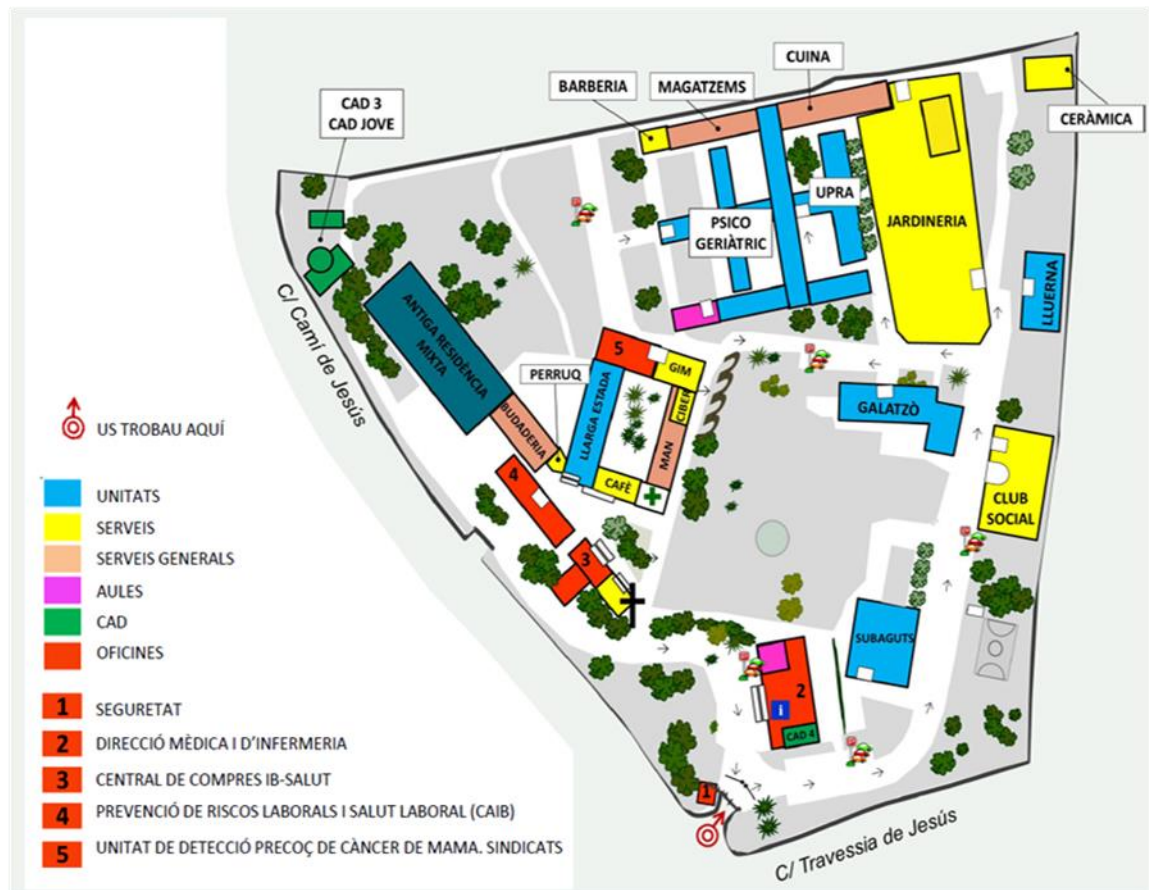 CUINA
BARBERIA
MAGATZEMS
CAD 3
CAD JOVE
CERÀMICA
UPRA
PSICO
GERIÀTRIC
JARDINERIA
LLUERNA
C/ Camí de Jesús
ANTIGA RESIDÈNCIA
MIXTA
5
GIM
PERRUQ
CIBER
BUDADERIA
LLARGA ESTADA
GALATZÒ
MAN
CAFÈ
4
CLUB
SOCIAL
3
SUBAGUTS
2
i
CAD 4
1
C/ Travessia de Jesús
US TROBAU AQUÍ
UNITATS
SERVEIS
SERVEIS GENERALS
AULES
CAD
OFICINES
1 SEGURETAT
2 DIRECCIÓ MÈDICA I D'INFERMERIA
3 CENTRAL DE COMPRES IB-SALUT
4 PREVENCIÓ DE RISCOS LABORALS I SALUT LABORAL (CAIB)
5 UNITAT DE DETECCIÓ PRECOÇ DE CÀNCER DE MAMA. SINDICATS